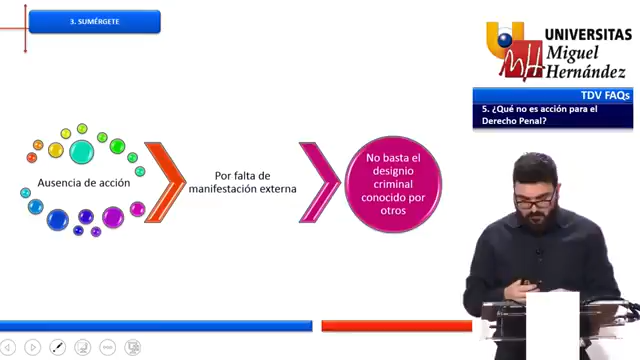 3. SUMÉRGETE
UNIVERSITAS
Miguel
Hernández
TDV FAQs
5. ¿Qué no es acción para el
Derecho Penal?
Ausencia de acción
Por falta de
manifestación externa
No basta el
designio
criminal
conocido por
otros